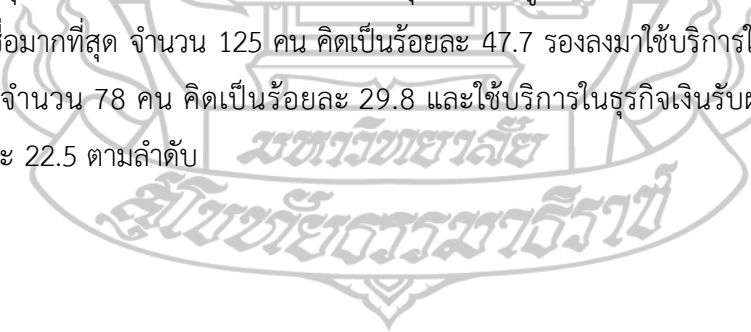 ื่อมากที่สุด จำนวน 125 คน คิดเป็นร้อยละ 47.7 รองลงมาใช้บริการใ
จำนวน 78 คน คิดเป็นร้อยละ 29.8 และใช้บริการในธุรกิจเงินรับฝ
ะ 22.5 ตามลำดับ
มหาวิทยาลัย
สุโขทัยธรรมาธิราช